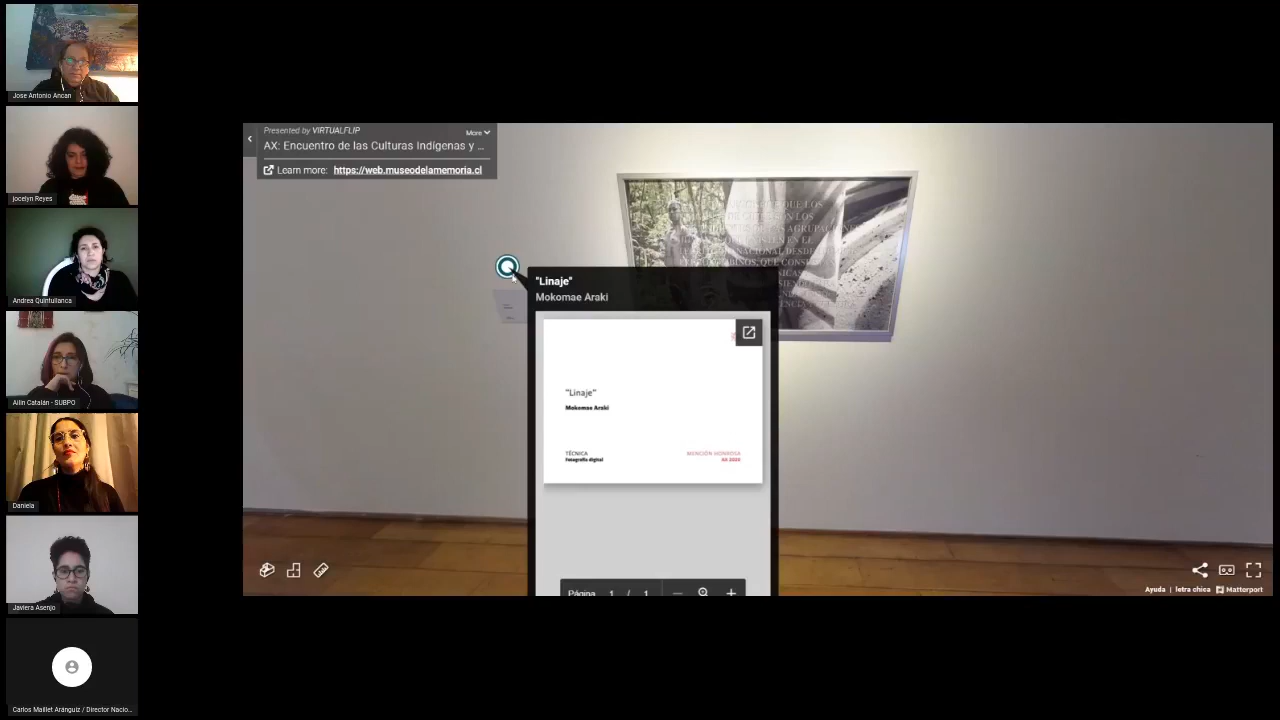 Jose Antonio Ancan
jocelyn Reyes
Andrea Quintullanca
Ailin Catalán - SUBPO
Daniela
Javiera Asenjo
Carlos Maillet Aránguiz / Director Nacio...
Presented by VIRTUALFLIP
More
AX: Encuentro de las Culturas Indígenas y ...
Learn more: https://web.museodelamemoria.cl
"Linaje"
Mokomae Araki
"Linaje"
Mokomae Araki
TÉCNICA
Fotografía digital
MENCIÓN HONROSA
AX 2020
Página 1 / 1
Ayuda | letra chica Matterport